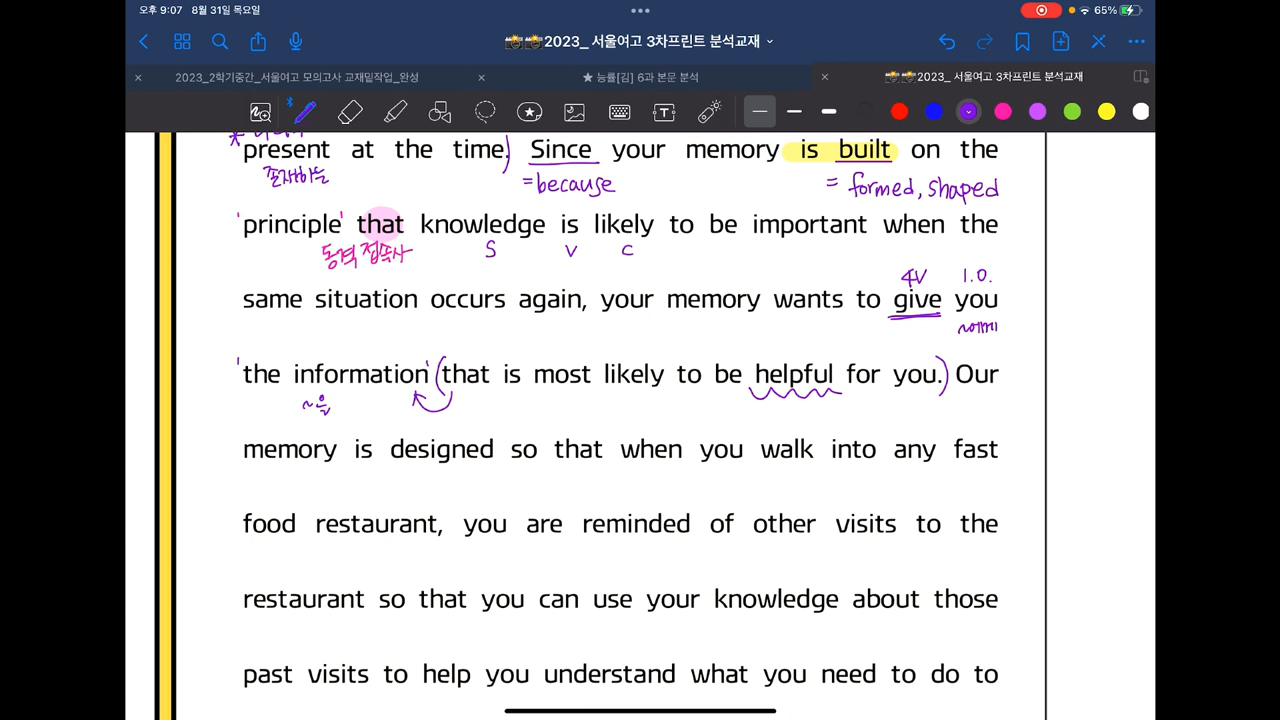 오후 9:07 8월 31일 목요일
65%
2023_ 서울여고 3차프린트 분석교재
2023_2학기중간_서울여고 모의고사 교재밑작업_완성
★ 능률[김] 6과 본문 분석
2023_ 서울여고 3차프린트 분석교재
present at the time.) Since your memory is built on the
존재하는 =because = formed, shaped
'principle' that knowledge is likely to be important when the
동격 접속사 S V C
4V I.O.
same situation occurs again, your memory wants to give you
~에게
'the information' (that is most likely to be helpful for you.) Our
~을
memory is designed so that when you walk into any fast
food restaurant, you are reminded of other visits to the
restaurant so that you can use your knowledge about those
past visits to help you understand what you need to do to